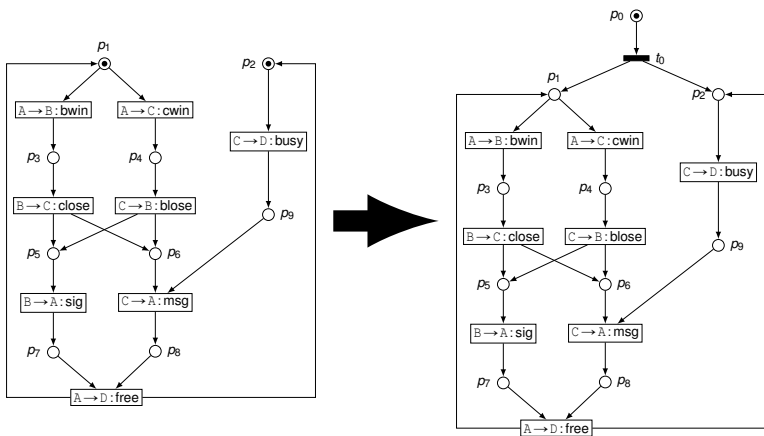 p₁
p₂
A→B:bwin
A→C:cwin
C→D:busy
p₃
p₄
B→C:close
C→B:blose
p₉
p₅
p₆
B→A:sig
C→A:msg
p₇
p₈
A→D:free
p₀
t₀
p₁
p₂
A→B:bwin
A→C:cwin
C→D:busy
p₃
p₄
B→C:close
C→B:blose
p₉
p₅
p₆
B→A:sig
C→A:msg
p₇
p₈
A→D:free